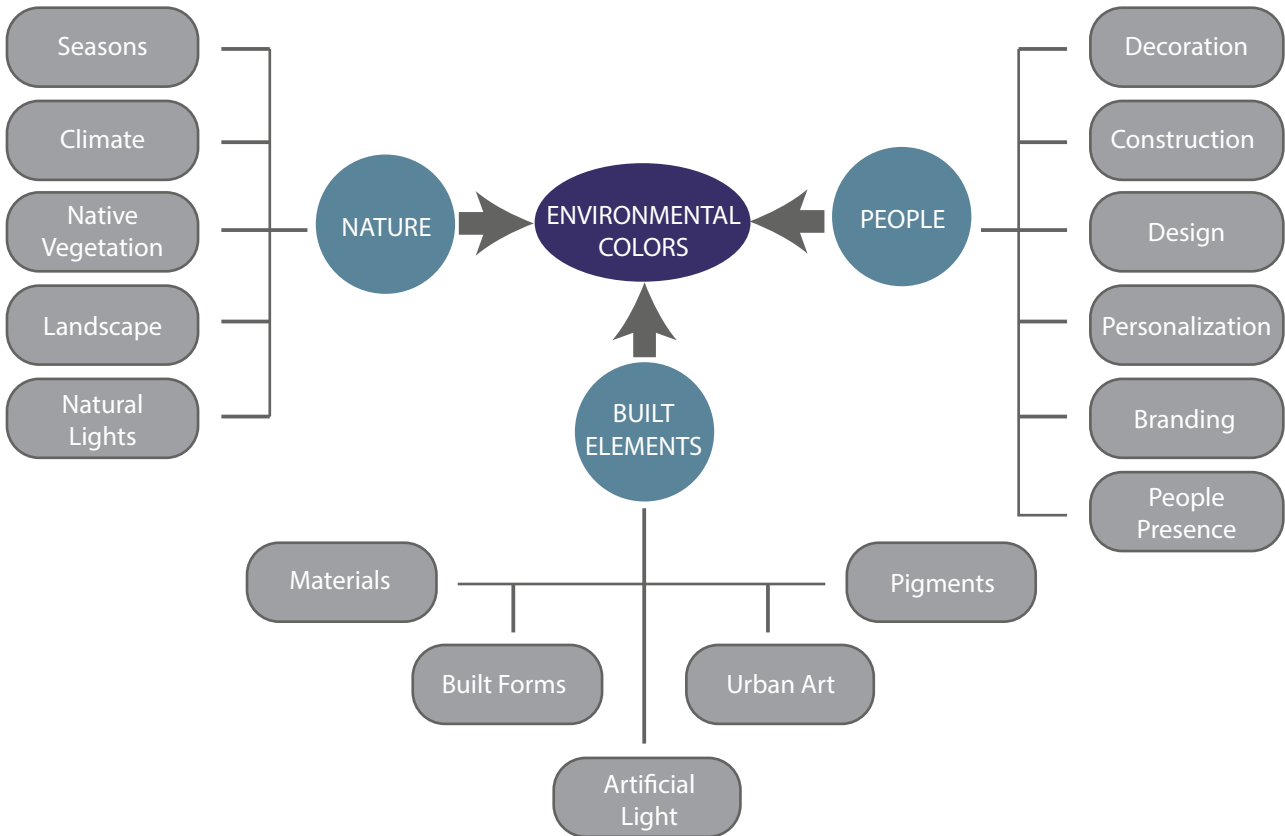 Seasons
Climate
Native
Vegetation
Landscape
Natural
Lights
NATURE
ENVIRONMENTAL
COLORS
PEOPLE
Decoration
Construction
Design
Personalization
Branding
People
Presence
BUILT
ELEMENTS
Materials
Built Forms
Artificial
Light
Urban Art
Pigments